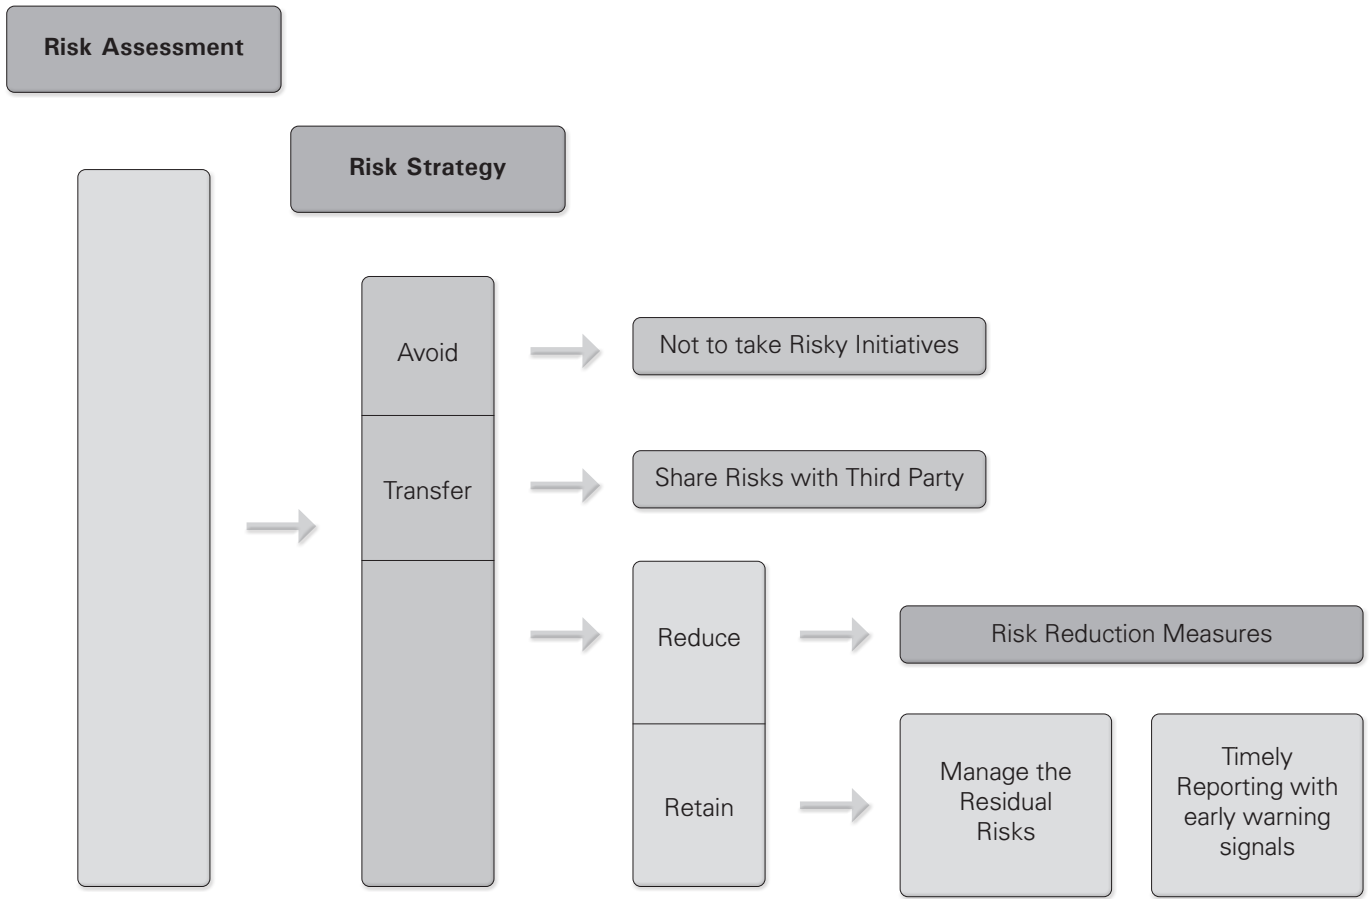 Risk Assessment
Risk Strategy
Avoid
Not to take Risky Initiatives
Transfer
Share Risks with Third Party
Reduce
Risk Reduction Measures
Retain
Manage the
Residual
Risks
Timely
Reporting with
early warning
signals